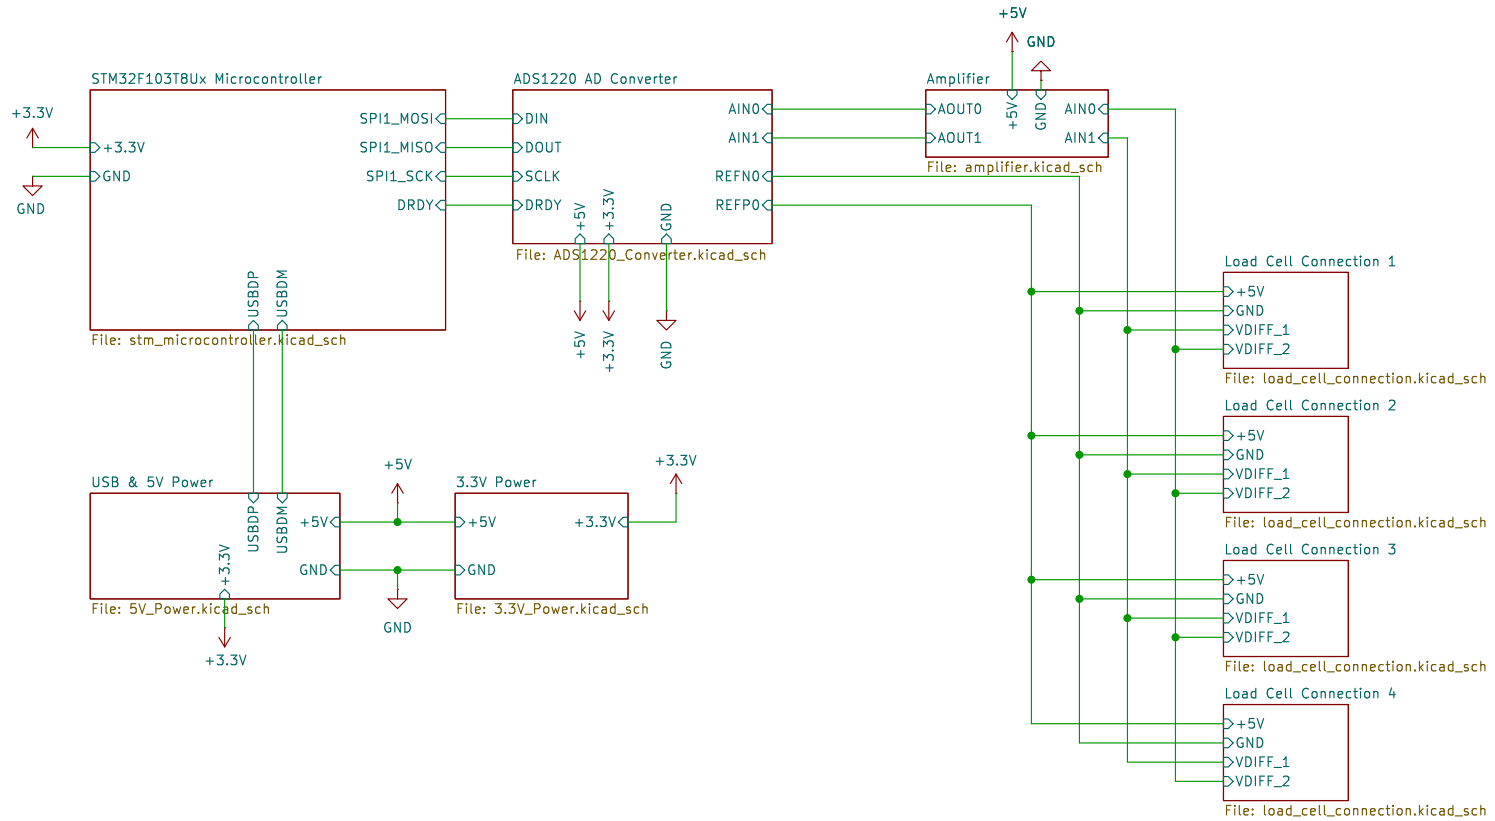 +5V
GND
STM32F103T8Ux Microcontroller
ADS1220 AD Converter
Amplifier
+3.3V
+3.3V
GND
GND
SPI1_MOSI
SPI1_MISO
SPI1_SCK
DRDY
USBDP
USBDM
File: stm_microcontroller.kicad_sch
DIN
DOUT
SCLK
DRDY
AIN0
AIN1
REFN0
REFP0
+5V
+3.3V
GND
File: ADS1220_Converter.kicad_sch
+5V
+3.3V
GND
AOUT0
AOUT1
+5V
GND
AIN0
AIN1
File: amplifier.kicad_sch
Load Cell Connection 1
+5V
GND
VDIFF_1
VDIFF_2
File: load_cell_connection.kicad_sch
Load Cell Connection 2
+5V
GND
VDIFF_1
VDIFF_2
File: load_cell_connection.kicad_sch
Load Cell Connection 3
+5V
GND
VDIFF_1
VDIFF_2
File: load_cell_connection.kicad_sch
Load Cell Connection 4
+5V
GND
VDIFF_1
VDIFF_2
File: load_cell_connection.kicad_sch
USB & 5V Power
USBDP
USBDM
+5V
GND
+3.3V
File: 5V_Power.kicad_sch
+3.3V
+5V
GND
3.3V Power
+5V
GND
+3.3V
+3.3V
File: 3.3V_Power.kicad_sch